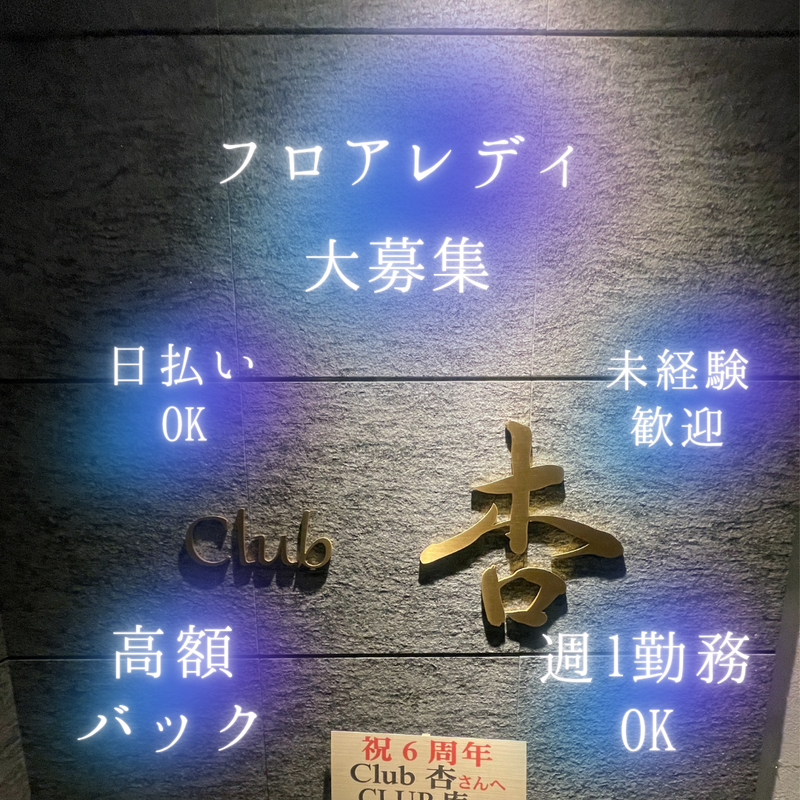 フロアレディ
大募集
日払い
OK
未経験
歓迎
Club 杏
高額
バック
週1勤務
OK
祝6周年
Club 杏さんへ
CLUB